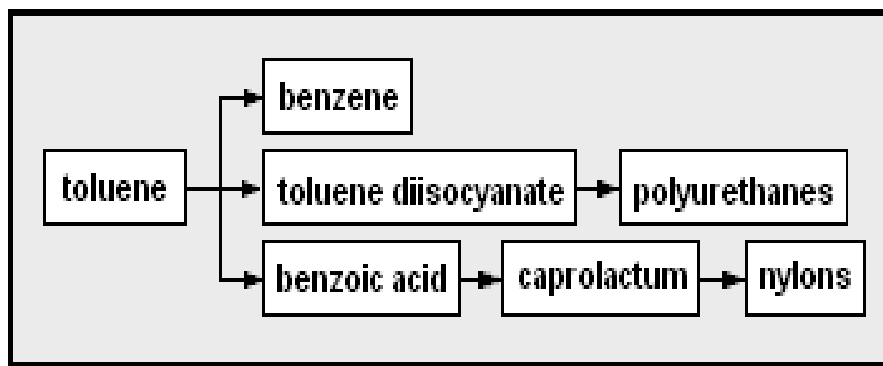 benzene
toluene toluene diisocyanate polyurethanes
benzoic acid caprolactum nylons